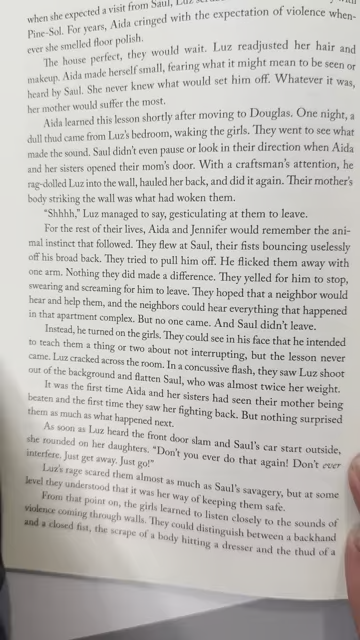 when she expected a visit from Saul, Luz
Pine-Sol. For years, Aida cringed with the expectation of violence when-
ever she smelled floor polish.
The house perfect, they would wait. Luz readjusted her hair and
makeup. Aida made herself small, fearing what it might mean to be seen or
heard by Saul. She never knew what would set him off. Whatever it was,
her mother would suffer the most.
Aida learned this lesson shortly after moving to Douglas. One night, a
dull thud came from Luz's bedroom, waking the girls. They went to see what
made the sound. Saul didn't even pause or look in their direction when Aida
and her sisters opened their mom's door. With a craftsman's attention, he
rag-dolled Luz into the wall, hauled her back, and did it again. Their mother's
body striking the wall was what had woken them.
"Shhhh," Luz managed to say, gesticulating at them to leave.
For the rest of their lives, Aida and Jennifer would remember the ani-
mal instinct that followed. They flew at Saul, their fists bouncing uselessly
off his broad back. They tried to pull him off. He flicked them away with
one arm. Nothing they did made a difference. They yelled for him to stop,
swearing and screaming for him to leave. They hoped that a neighbor would
hear and help them, and the neighbors could hear everything that happened
in that apartment complex. But no one came. And Saul didn't leave.
Instead, he turned on the girls. They could see in his face that he intended
to teach them a thing or two about not interrupting, but the lesson never
came. Luz cracked across the room. In a concussive flash, they saw Luz shoot
out of the background and flatten Saul, who was almost twice her weight.
It was the first time Aida and her sisters had seen their mother being
beaten and the first time they saw her fighting back. But nothing surprised
them as much as what happened next.
As soon as Luz heard the front door slam and Saul's car start outside,
she rounded on her daughters. "Don't you ever do that again! Don't ever
interfere. Just get away. Just go!"
Luz's rage scared them almost as much as Saul's savagery, but at some
level they understood that it was her way of keeping them safe.
From that point on, the girls learned to listen closely to the sounds of
violence coming through walls. They could distinguish between a backhand
and a closed fist, the scrape of a body hitting a dresser and the thud of a